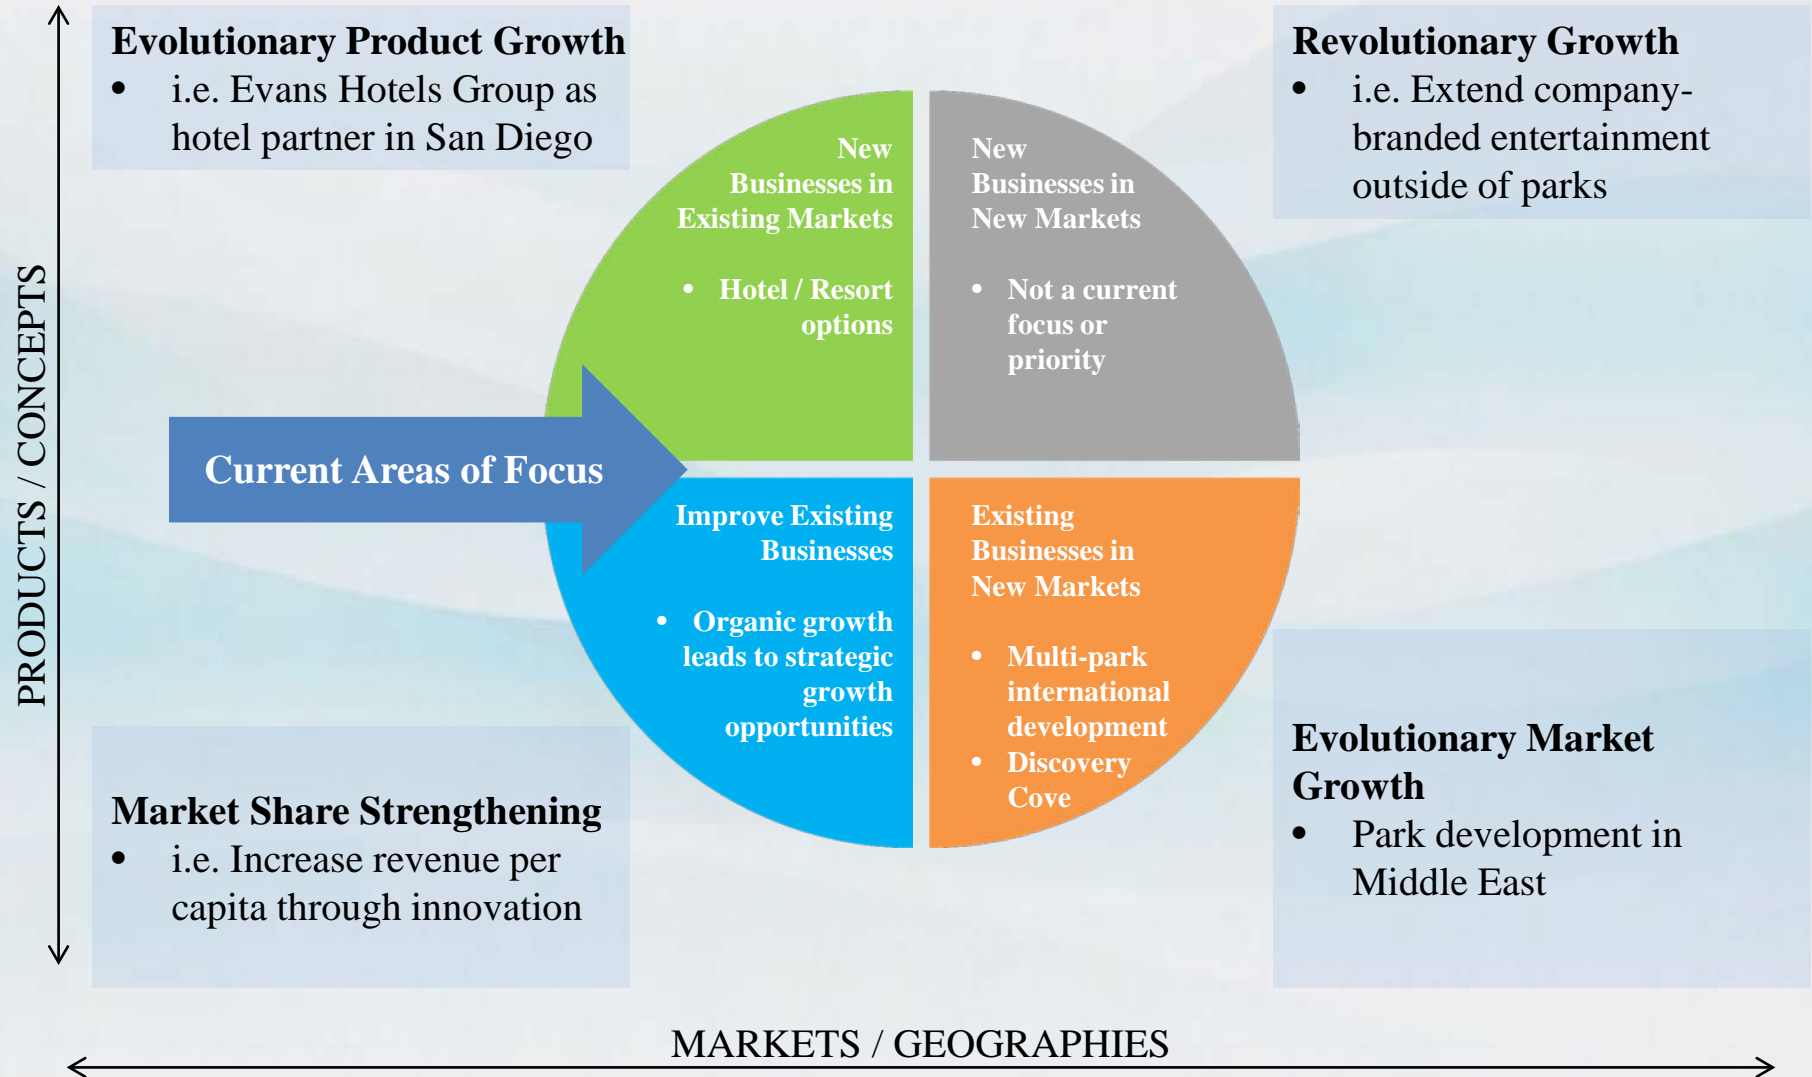 Evolutionary Product Growth
• i.e. Evans Hotels Group as
hotel partner in San Diego
Revolutionary Growth
• i.e. Extend company-
branded entertainment
outside of parks
New
Businesses in
Existing Markets
• Hotel / Resort
options
New
Businesses in
New Markets
• Not a current
focus or
priority
PRODUCTS / CONCEPTS
Current Areas of Focus
Improve Existing
Businesses
• Organic growth
leads to strategic
growth
opportunities
Existing
Businesses in
New Markets
• Multi-park
international
development
• Discovery
Cove
Market Share Strengthening
• i.e. Increase revenue per
capita through innovation
Evolutionary Market
Growth
• Park development in
Middle East
MARKETS / GEOGRAPHIES